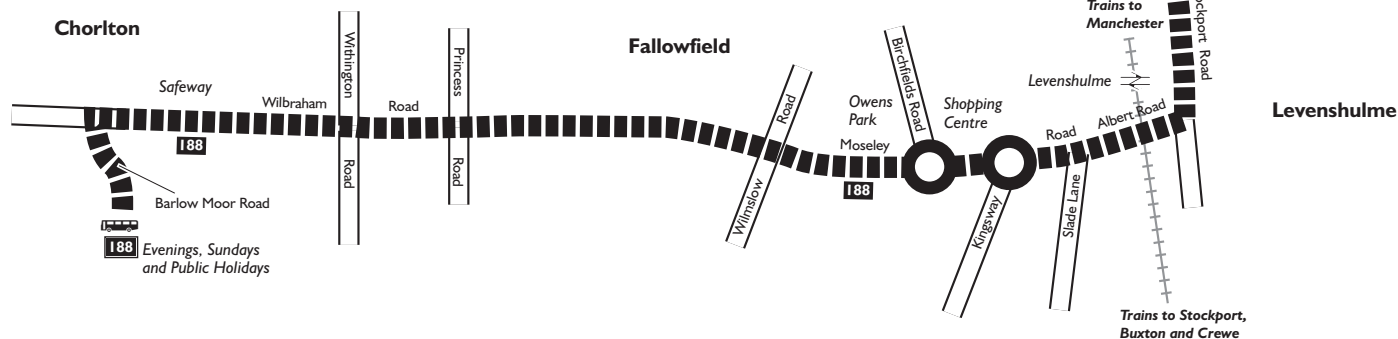 Chorlton
Safeway
Wilbraham
Road
188
Barlow Moor Road
188
Evenings, Sundays
and Public Holidays
Withington
Road
Princess
Road
Fallowfield
Wilmslow
Road
Owens
Park
Moseley
188
Birchfields Road
Shopping
Centre
Kingsway
Road
Slade Lane
Albert Road
Levenshulme
Trains to
Manchester
Road
Levenshulme
Trains to Stockport,
Buxton and Crewe